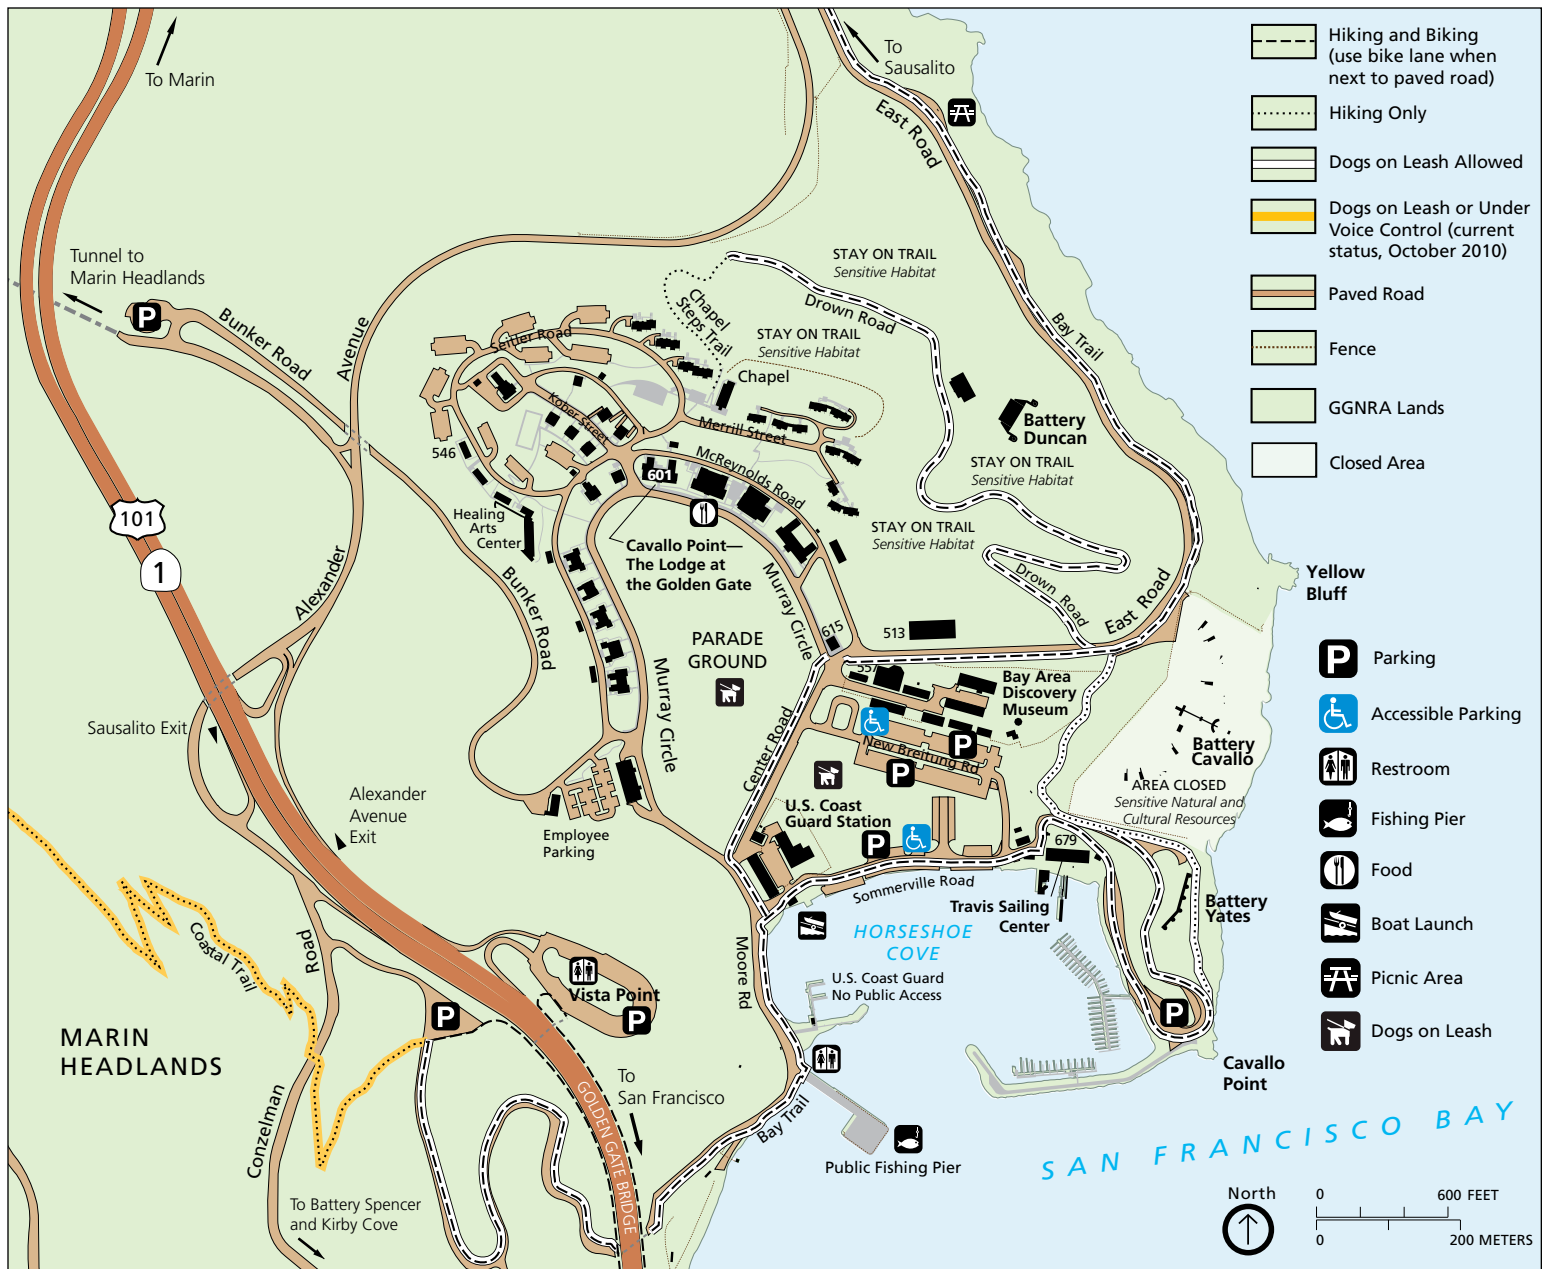 To Marin
To
Sausalito
East Road
Tunnel to
Marin Headlands
P
Bunker Road
Avenue
STAY ON TRAIL
Sensitive Habitat
Chapel
Steps Trail
Drown Road
Bay Trail
Seitler Road
STAY ON TRAIL
Sensitive Habitat
Chapel
Kober Street
Merrill Street
Battery
Duncan
546
McReynolds Road
601
STAY ON TRAIL
Sensitive Habitat
101
Healing
Arts
Center
STAY ON TRAIL
Sensitive Habitat
Cavallo Point—
The Lodge at
the Golden Gate
1
Alexander
Bunker Road
Murray Circle
Drown Road
East Road
Yellow
Bluff
615
513
PARADE
GROUND
557
Bay Area
Discovery
Museum
Murray Circle
Sausalito Exit
Center Road
New Breitung Rd
P
P
Battery
Cavallo
AREA CLOSED
Sensitive Natural and
Cultural Resources
Alexander
Avenue
Exit
U.S. Coast
Guard Station
P
Employee
Parking
679
Sommerville Road
Travis Sailing
Center
Battery
Yates
Coastal Trail
Road
Moore Rd
HORSESHOE
COVE
U.S. Coast Guard
No Public Access
Vista Point
P
P
P
MARIN
HEADLANDS
Cavallo
Point
To
San Francisco
GOLDEN GATE BRIDGE
Bay Trail
Conzelman
Public Fishing Pier
SAN FRANCISCO BAY
To Battery Spencer
and Kirby Cove
Hiking and Biking
(use bike lane when
next to paved road)
Hiking Only
Dogs on Leash Allowed
Dogs on Leash or Under
Voice Control (current
status, October 2010)
Paved Road
Fence
GGNRA Lands
Closed Area
P Parking
Accessible Parking
Restroom
Fishing Pier
Food
Boat Launch
Picnic Area
Dogs on Leash
North
0 600 FEET
0 200 METERS